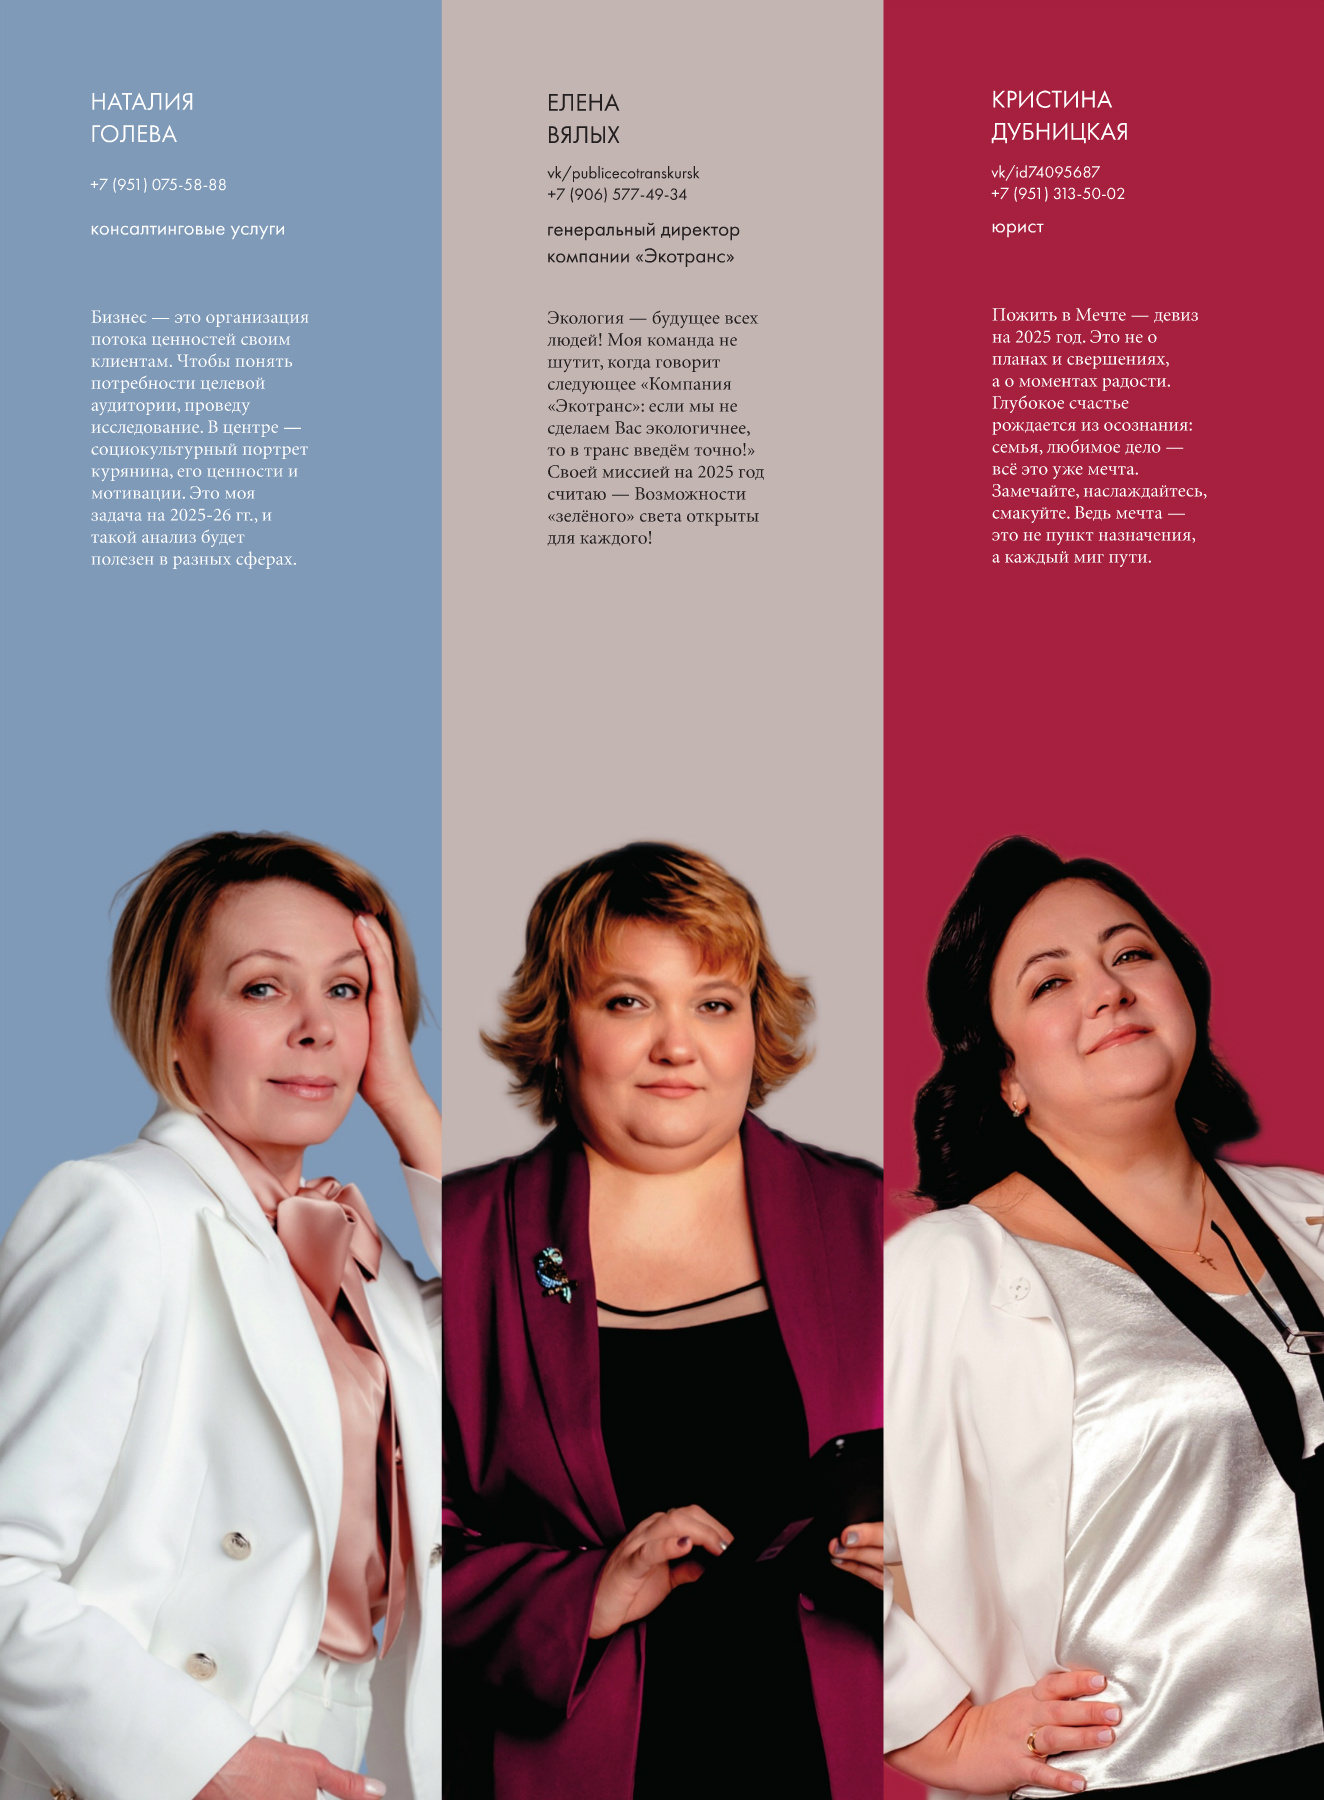 НАТАЛИЯ
ГОЛЕВА
+7 (951) 075-58-88
консалтинговые услуги
Бизнес — это организация
потока ценностей своим
клиентам. Чтобы понять
потребности целевой
аудитории, проведу
исследование. В центре —
социокультурный портрет
курянина, его ценности и
мотивации. Это моя
задача на 2025-26 гг., и
такой анализ будет
полезен в разных сферах.
ЕЛЕНА
ВЯЛЫХ
vk/publicecotranskursk
+7 (906) 577-49-34
генеральный директор
компании «Экотранс»
Экология — будущее всех
людей! Моя команда не
шутит, когда говорит
следующее «Компания
«Экотранс»: если мы не
сделаем Вас экологичнее,
то в транс введём точно!»
Своей миссией на 2025 год
считаю — Возможности
«зелёного» света открыты
для каждого!
КРИСТИНА
ДУБНИЦКАЯ
vk/id74095687
+7 (951) 313-50-02
юрист
Пожить в Мечте — девиз
на 2025 год. Это не о
планах и свершениях,
а о моментах радости.
Глубокое счастье
рождается из осознания:
семья, любимое дело —
всё это уже мечта.
Замечайте, наслаждайтесь,
смакуйте. Ведь мечта —
это не пункт назначения,
а каждый миг пути.